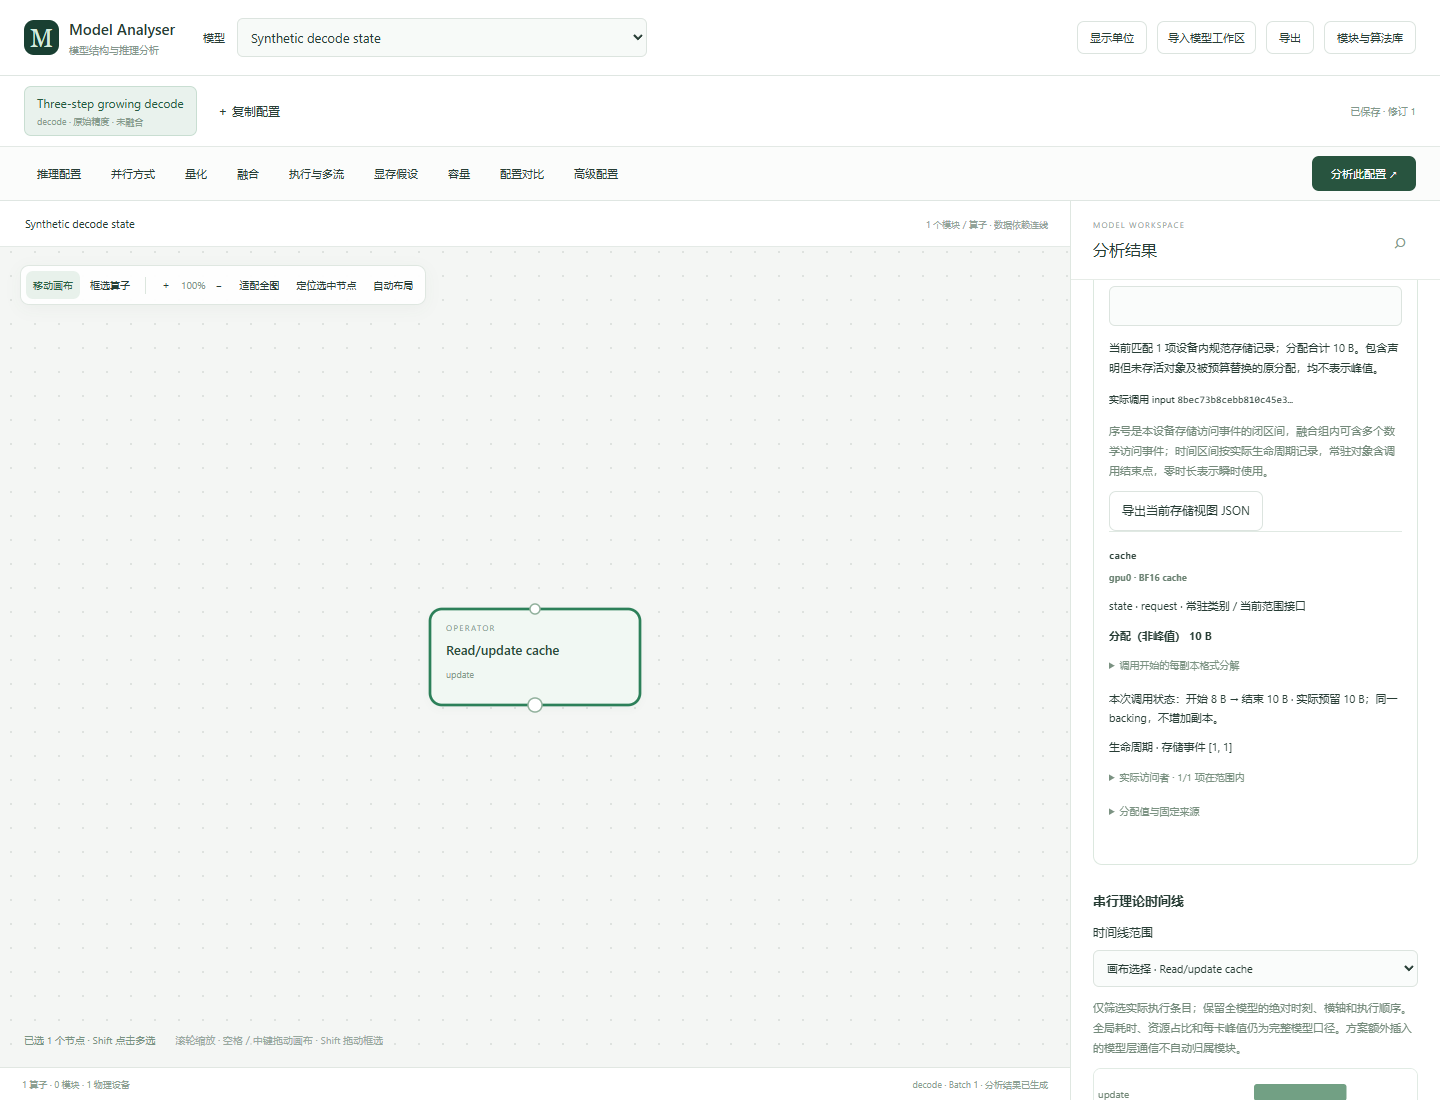 M
Model Analyser
模型结构与推理分析
模型
Synthetic decode state
显示单位
导入模型工作区
导出
模块与算法库
Three-step growing decode
decode · 原始精度 · 未融合
+ 复制配置
已保存 · 修订 1
推理配置
并行方式
量化
融合
执行与多流
显存假设
容量
配置对比
高级配置
分析此配置 ↗
Synthetic decode state
1 个模块 / 算子 · 数据依赖连线
移动画布
框选算子
+
100%
−
适配全图
定位选中节点
自动布局
OPERATOR
Read/update cache
update
已选 1 个节点 · Shift 点击多选
滚轮缩放 · 空格 / 中键拖动画布 · Shift 拖动框选
1 算子 · 0 模块 · 1 物理设备
decode · Batch 1 · 分析结果已生成
MODEL WORKSPACE
分析结果
当前匹配 1 项设备内规范存储记录；分配合计 10 B。包含声
明但未存活对象及被预算替换的原分配，均不表示峰值。
实际调用 input 8bec73b8cebb810c45e3…
序号是本设备存储访问事件的闭区间，融合组内可含多个数
学访问事件；时间区间按实际生命周期记录，常驻对象含调
用结束点，零时长表示瞬时使用。
导出当前存储视图 JSON
cache
gpu0 · BF16 cache
state · request · 常驻类别 / 当前范围接口
分配（非峰值） 10 B
▶ 调用开始的每副本格式分解
本次调用状态：开始 8 B → 结束 10 B · 实际预留 10 B；同一
backing，不增加副本。
生命周期 · 存储事件 [1, 1]
▶ 实际访问者 · 1/1 项在范围内
▶ 分配值与固定来源
串行理论时间线
时间线范围
画布选择 · Read/update cache
仅筛选实际执行条目；保留全模型的绝对时刻、横轴和执行顺序。
全局耗时、资源占比和每卡峰值仍为完整模型口径。方案额外插入
的模型层通信不自动归属模块。
update